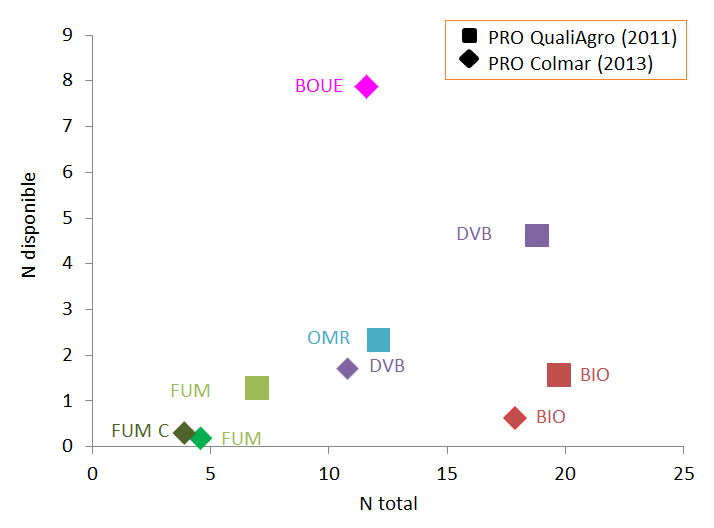 PRO QualiAgro (2011)
PRO Colmar (2013)
9
8
7
6
5
4
3
2
1
0
N disponible
BOUE
DVB
OMR
DVB
FUM
BIO
BIO
FUM C
FUM
0
5
10
15
20
25
N total